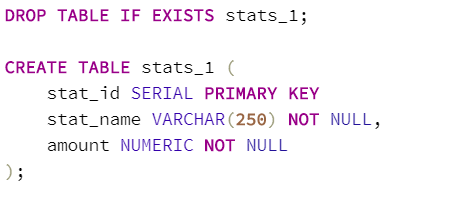 DROP TABLE IF EXISTS stats_1;
CREATE TABLE stats_1 (
    stat_id SERIAL PRIMARY KEY
    stat_name VARCHAR(250) NOT NULL,
    amount NUMERIC NOT NULL
);